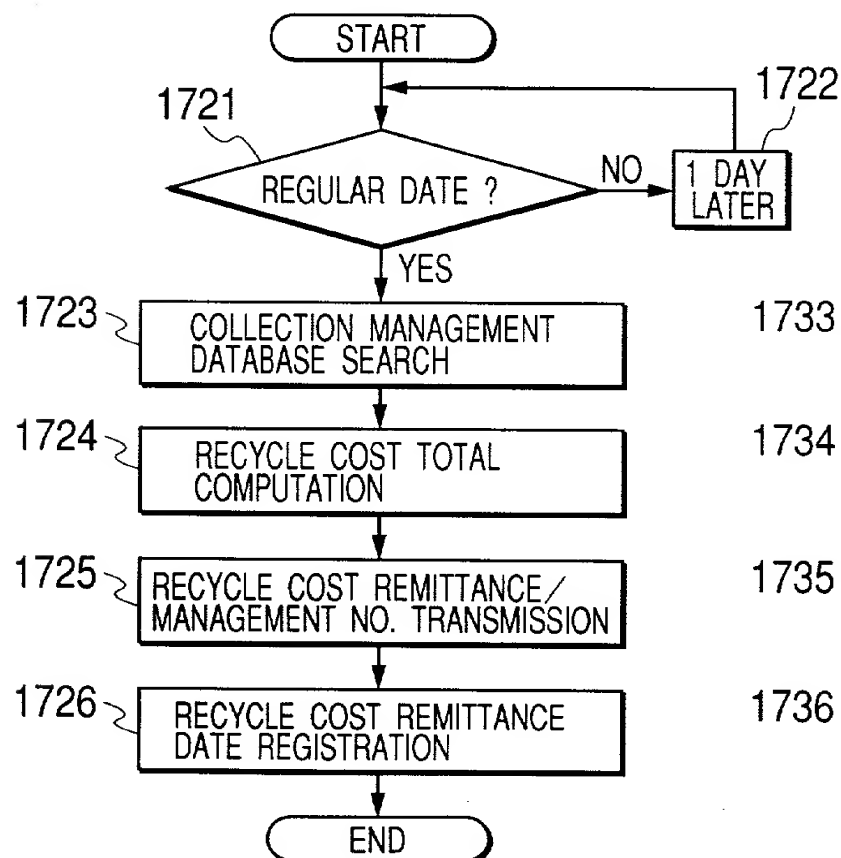 START
1721
1722
REGULAR DATE ?
NO
1 DAY
LATER
YES
1723
COLLECTION MANAGEMENT
DATABASE SEARCH
1733
1724
RECYCLE COST TOTAL
COMPUTATION
1734
1725
RECYCLE COST REMITTANCE/
MANAGEMENT NO. TRANSMISSION
1735
1726
RECYCLE COST REMITTANCE
DATE REGISTRATION
1736
END